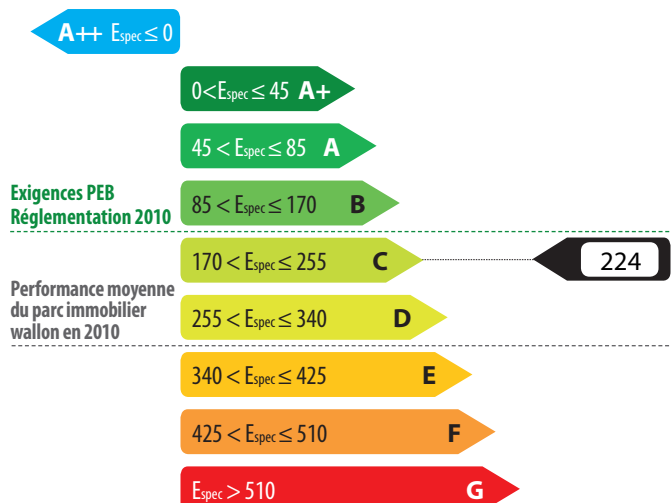 A++ Espec ≤ 0
0<Espec ≤ 45 A+
45 < Espec ≤ 85 A
Exigences PEB
Réglementation 2010
85 < Espec ≤ 170 B
170 < Espec ≤ 255 C
224
Performance moyenne
du parc immobilier
wallon en 2010
255 < Espec ≤ 340 D
340 < Espec ≤ 425 E
425 < Espec ≤ 510 F
Espec > 510 G